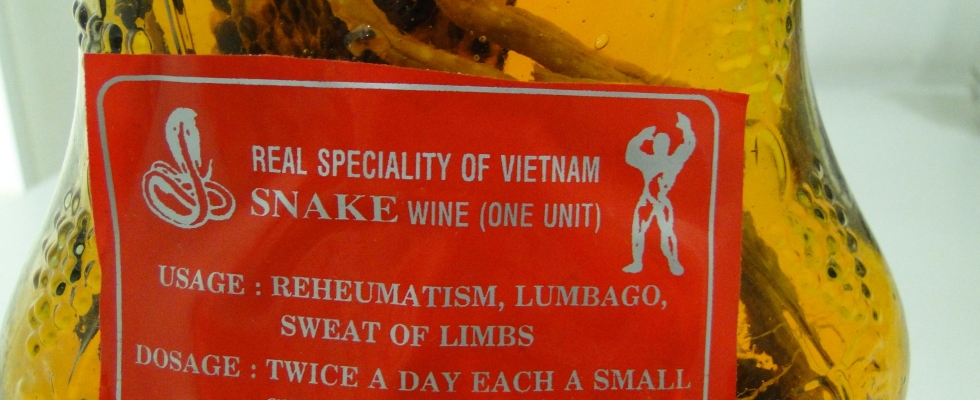 REAL SPECIALITY OF VIETNAM
SNAKE WINE (ONE UNIT)
USAGE : REHEUMATISM, LUMBAGO,
SWEAT OF LIMBS
DOSAGE : TWICE A DAY EACH A SMALL